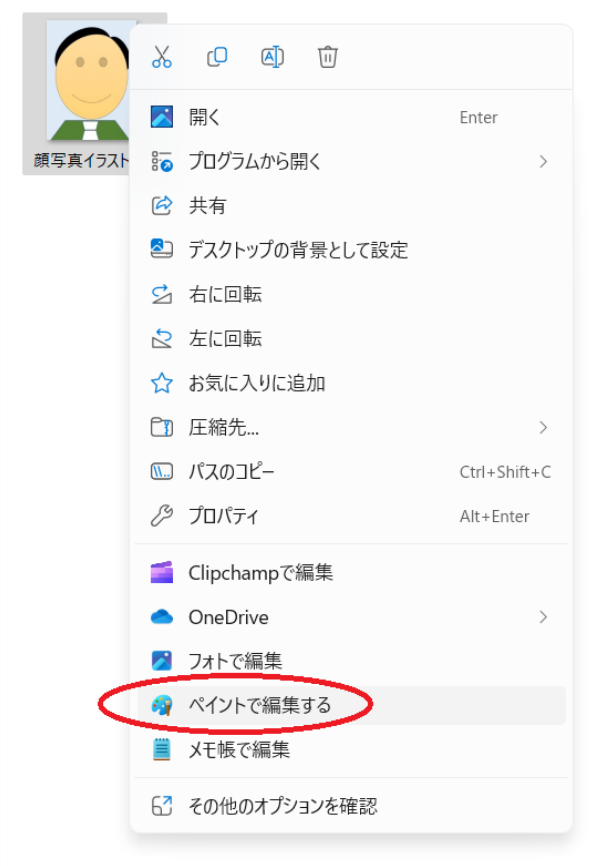 顔写真イラスト
開く Enter
プログラムから開く
共有
デスクトップの背景として設定
右に回転
左に回転
お気に入りに追加
圧縮先...
パスのコピー Ctrl+Shift+C
プロパティ Alt+Enter
Clipchampで編集
OneDrive
フォトで編集
ペイントで編集する
メモ帳で編集
その他のオプションを確認